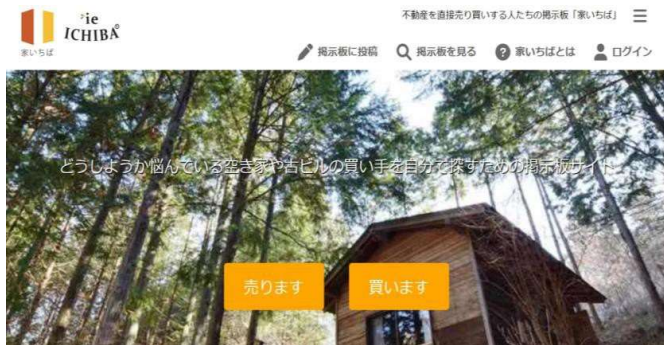 家いちば
ie
ICHIBA
不動産を直接売り買いする人たちの掲示板「家いちば」
掲示板に投稿
掲示板を見る
家いちばとは
ログイン
どうしようか悩んでいる空き家や古ビルの買い手を自分で探すための掲示板サイト
売ります
買います